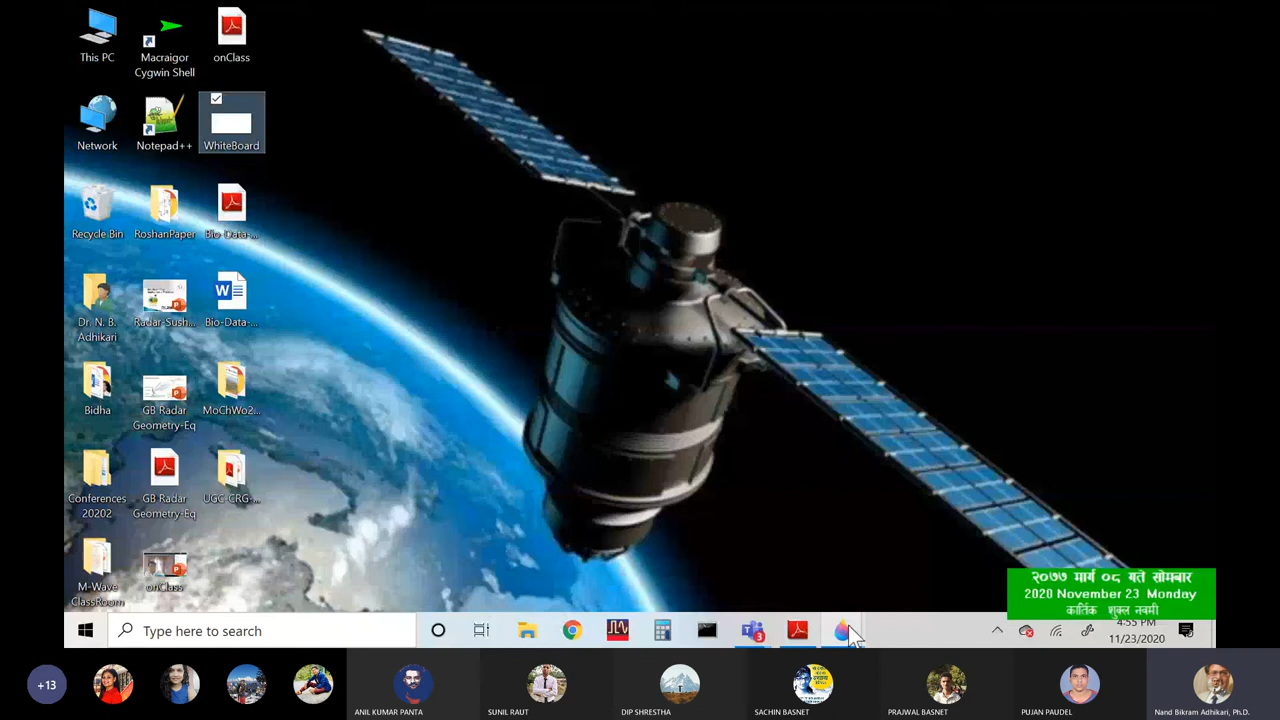 This PC
Macraigor
Cygwin Shell
onClass
Network
Notepad++
WhiteBoard
Recycle Bin
RoshanPaper
Bio-Data-...
Dr. N. B.
Adhikari
Radar-Sush...
Bio-Data-...
Bidha
GB Radar
Geometry-Eq
MoChWo2...
Conferences
20202
GB Radar
Geometry-Eq
UGC-CRG-...
M-Wave
ClassRoom
onClass
२०७७ मार्ग ०८ गते सोमबार
2020 November 23 Monday
कार्तिक शुक्ल नवमी
Type here to search
3
4:55 PM
11/23/2020
+13
ANIL KUMAR PANTA
SUNIL RAUT
DIP SHRESTHA
SACHIN BASNET
PRAJWAL BASNET
PUJAN PAUDEL
Nand Bikram Adhikari, Ph.D.